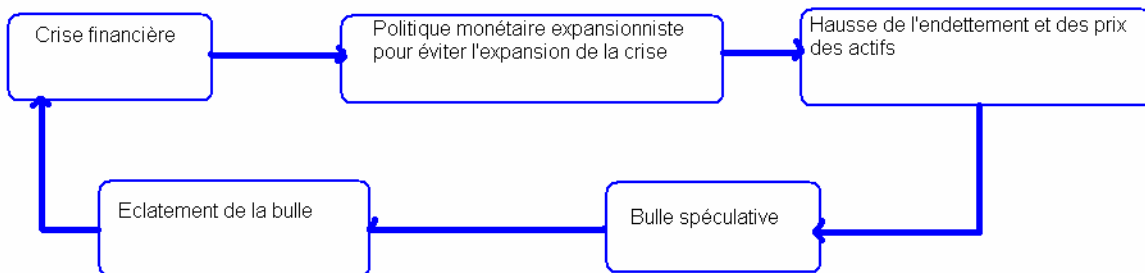 Crise financière
Politique monétaire expansionniste
pour éviter l'expansion de la crise
Hausse de l'endettement et des prix
des actifs
Bulle spéculative
Eclatement de la bulle